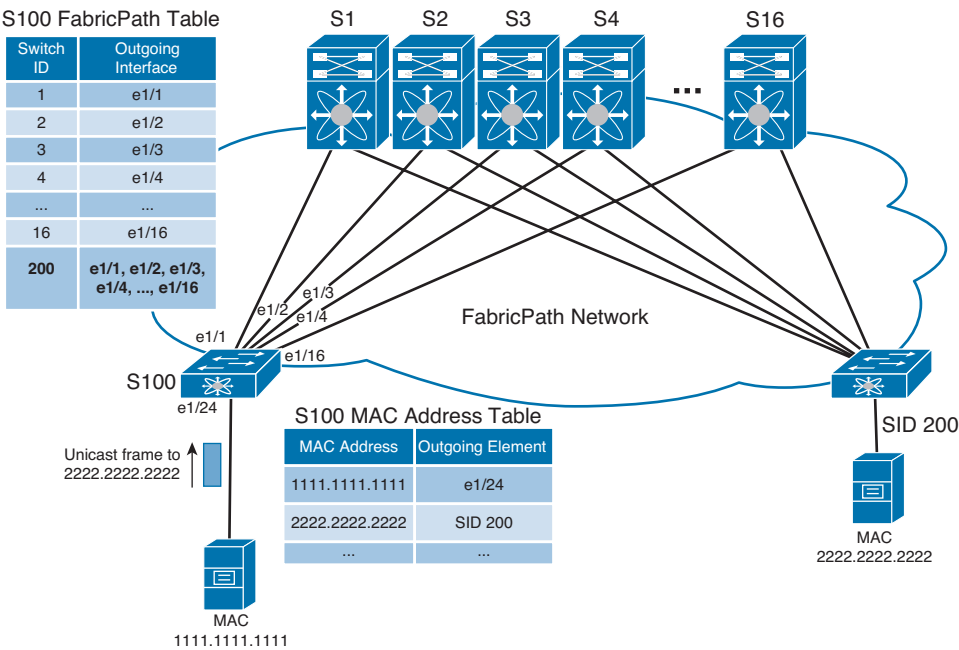 S100 FabricPath Table
Switch ID Outgoing Interface
1 e1/1
2 e1/2
3 e1/3
4 e1/4
... ...
16 e1/16
200 e1/1, e1/2, e1/3,
e1/4, ..., e1/16
S1 S2 S3 S4 ... S16
e1/3
e1/2
e1/4
e1/1
e1/16
FabricPath Network
S100
e1/24
SID 200
Unicast frame to
2222.2222.2222
S100 MAC Address Table
MAC Address Outgoing Element
1111.1111.1111 e1/24
2222.2222.2222 SID 200
... ...
MAC
2222.2222.2222
MAC
1111.1111.1111